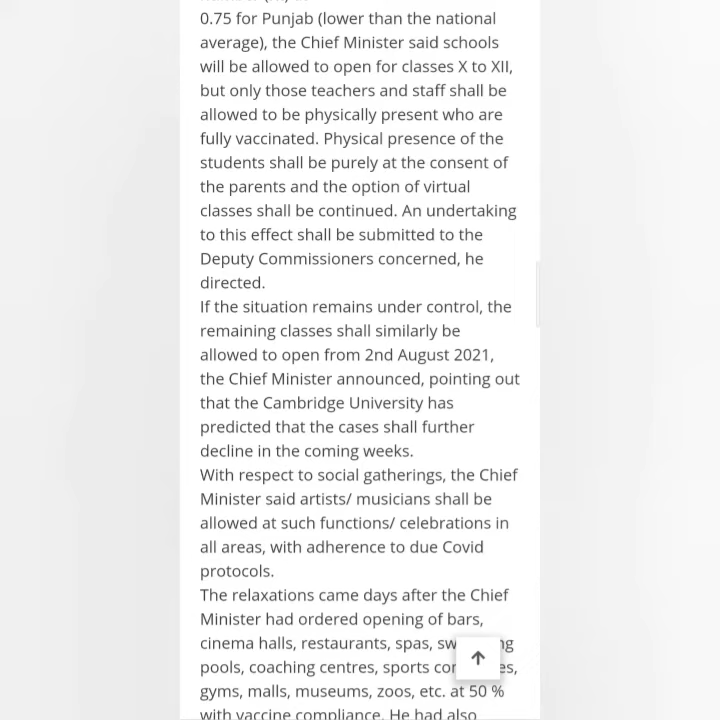 0.75 for Punjab (lower than the national
average), the Chief Minister said schools
will be allowed to open for classes X to XII,
but only those teachers and staff shall be
allowed to be physically present who are
fully vaccinated. Physical presence of the
students shall be purely at the consent of
the parents and the option of virtual
classes shall be continued. An undertaking
to this effect shall be submitted to the
Deputy Commissioners concerned, he
directed.
If the situation remains under control, the
remaining classes shall similarly be
allowed to open from 2nd August 2021,
the Chief Minister announced, pointing out
that the Cambridge University has
predicted that the cases shall further
decline in the coming weeks.
With respect to social gatherings, the Chief
Minister said artists/ musicians shall be
allowed at such functions/ celebrations in
all areas, with adherence to due Covid
protocols.
The relaxations came days after the Chief
Minister had ordered opening of bars,
cinema halls, restaurants, spas,
pools, coaching centres, sports
gyms, malls, museums, zoos, etc. at 50 %
with vaccine compliance. He had also